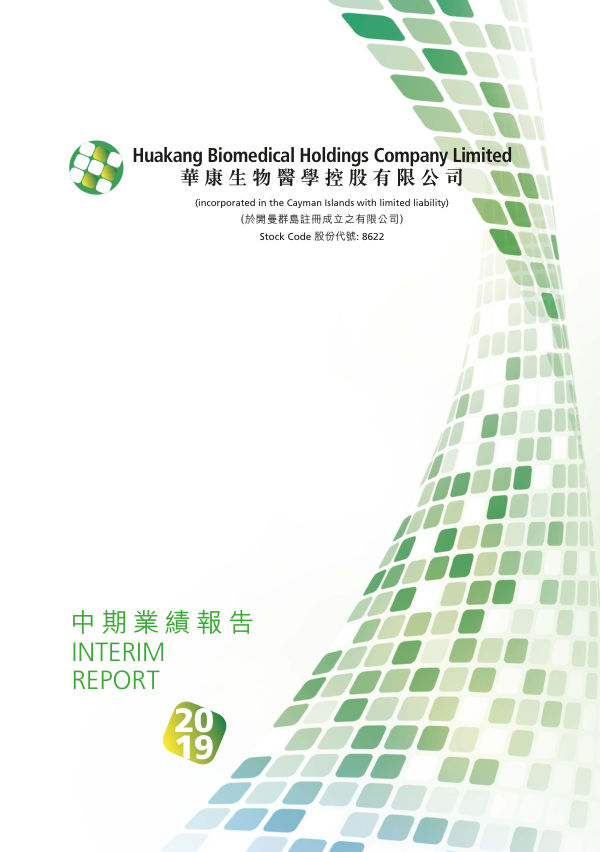 Huakang Biomedical Holdings Company Limited
華康生物醫學控股有限公司
(incorporated in the Cayman Islands with limited liability)
(於開曼群島註冊成立之有限公司)
Stock Code 股份代號: 8622
中期業績報告
INTERIM
REPORT
20
19